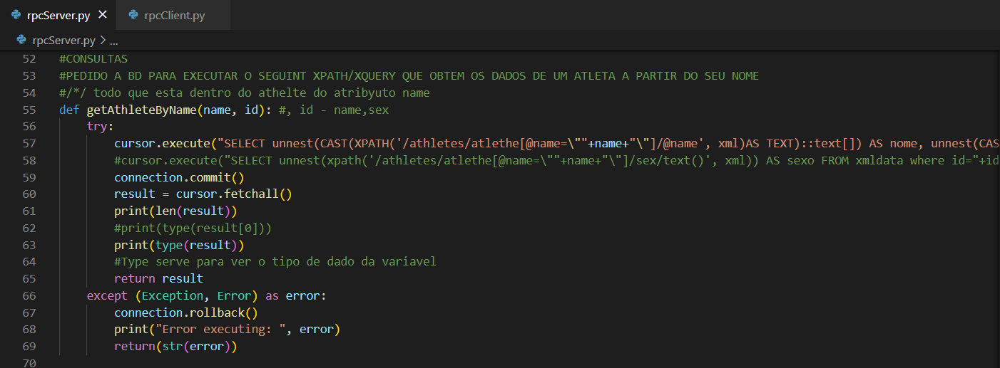 rpcServer.py × rpcClient.py
rpcServer.py > ...
52 #CONSULTAS
53 #PEDIDO A BD PARA EXECUTAR O SEGUINT XPATH/XQUERY QUE OBTEM OS DADOS DE UM ATLETA A PARTIR DO SEU NOME
54 #/*/ todo que esta dentro do athelte do atribyuto name
55 def getAthleteByName(name, id): #, id - name,sex
56 try:
57 cursor.execute("SELECT unnest(CAST(XPATH('/athletes/atlethe[@name=\""+name+"\"]/@name', xml)AS TEXT)::text[]) AS nome, unnest(CAS
58 #cursor.execute("SELECT unnest(xpath('/athletes/atlethe[@name=\""+name+"\"]/sex/text()', xml)) AS sexo FROM xmldata where id="+id
59 connection.commit()
60 result = cursor.fetchall()
61 print(len(result))
62 #print(type(result[0]))
63 print(type(result))
64 #Type serve para ver o tipo de dado da variavel
65 return result
66 except (Exception, Error) as error:
67 connection.rollback()
68 print("Error executing: ", error)
69 return(str(error))
70